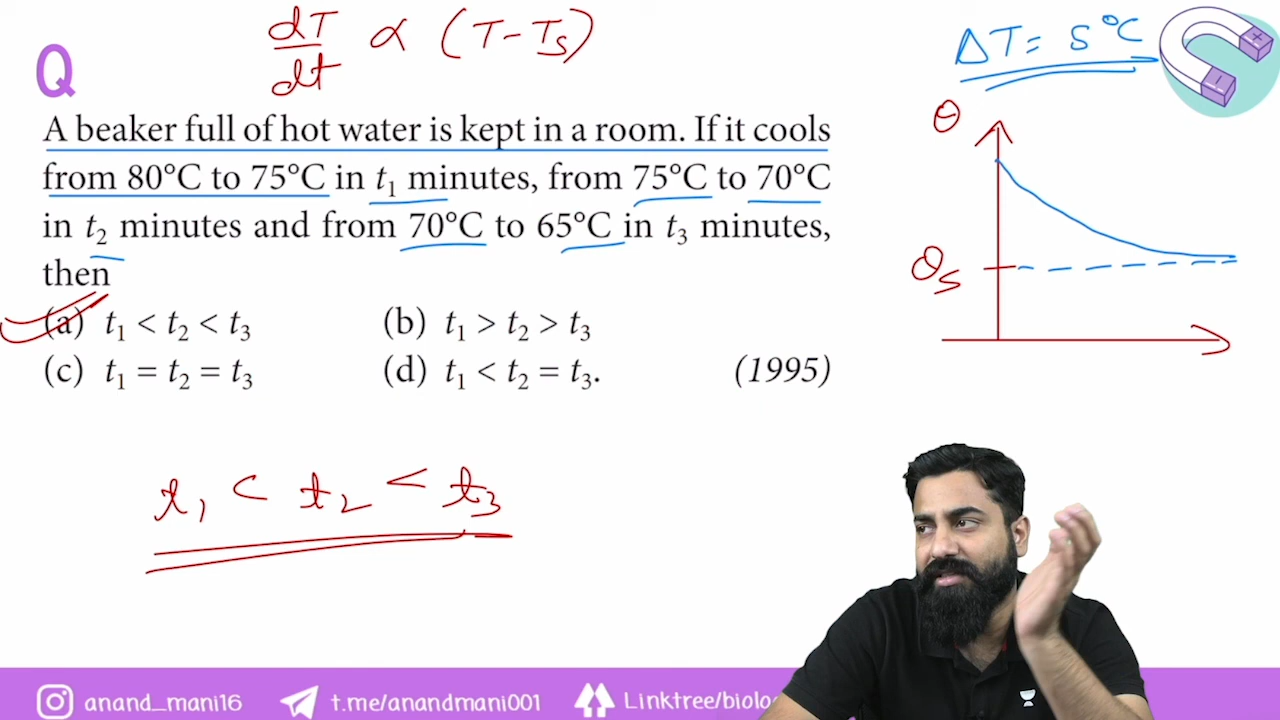 dT/dt ∝ (T-Ts)
ΔT = 5°C
Q
A beaker full of hot water is kept in a room. If it cools
from 80°C to 75°C in t₁ minutes, from 75°C to 70°C
in t₂ minutes and from 70°C to 65°C in t₃ minutes,
then
(a) t₁ < t₂ < t₃
(b) t₁ > t₂ > t₃
(c) t₁ = t₂ = t₃
(d) t₁ < t₂ = t₃.
(1995)
θ
θs
t₁ < t₂ < t₃
anand_mani16
t.me/anandmani001
Linktree/biolo